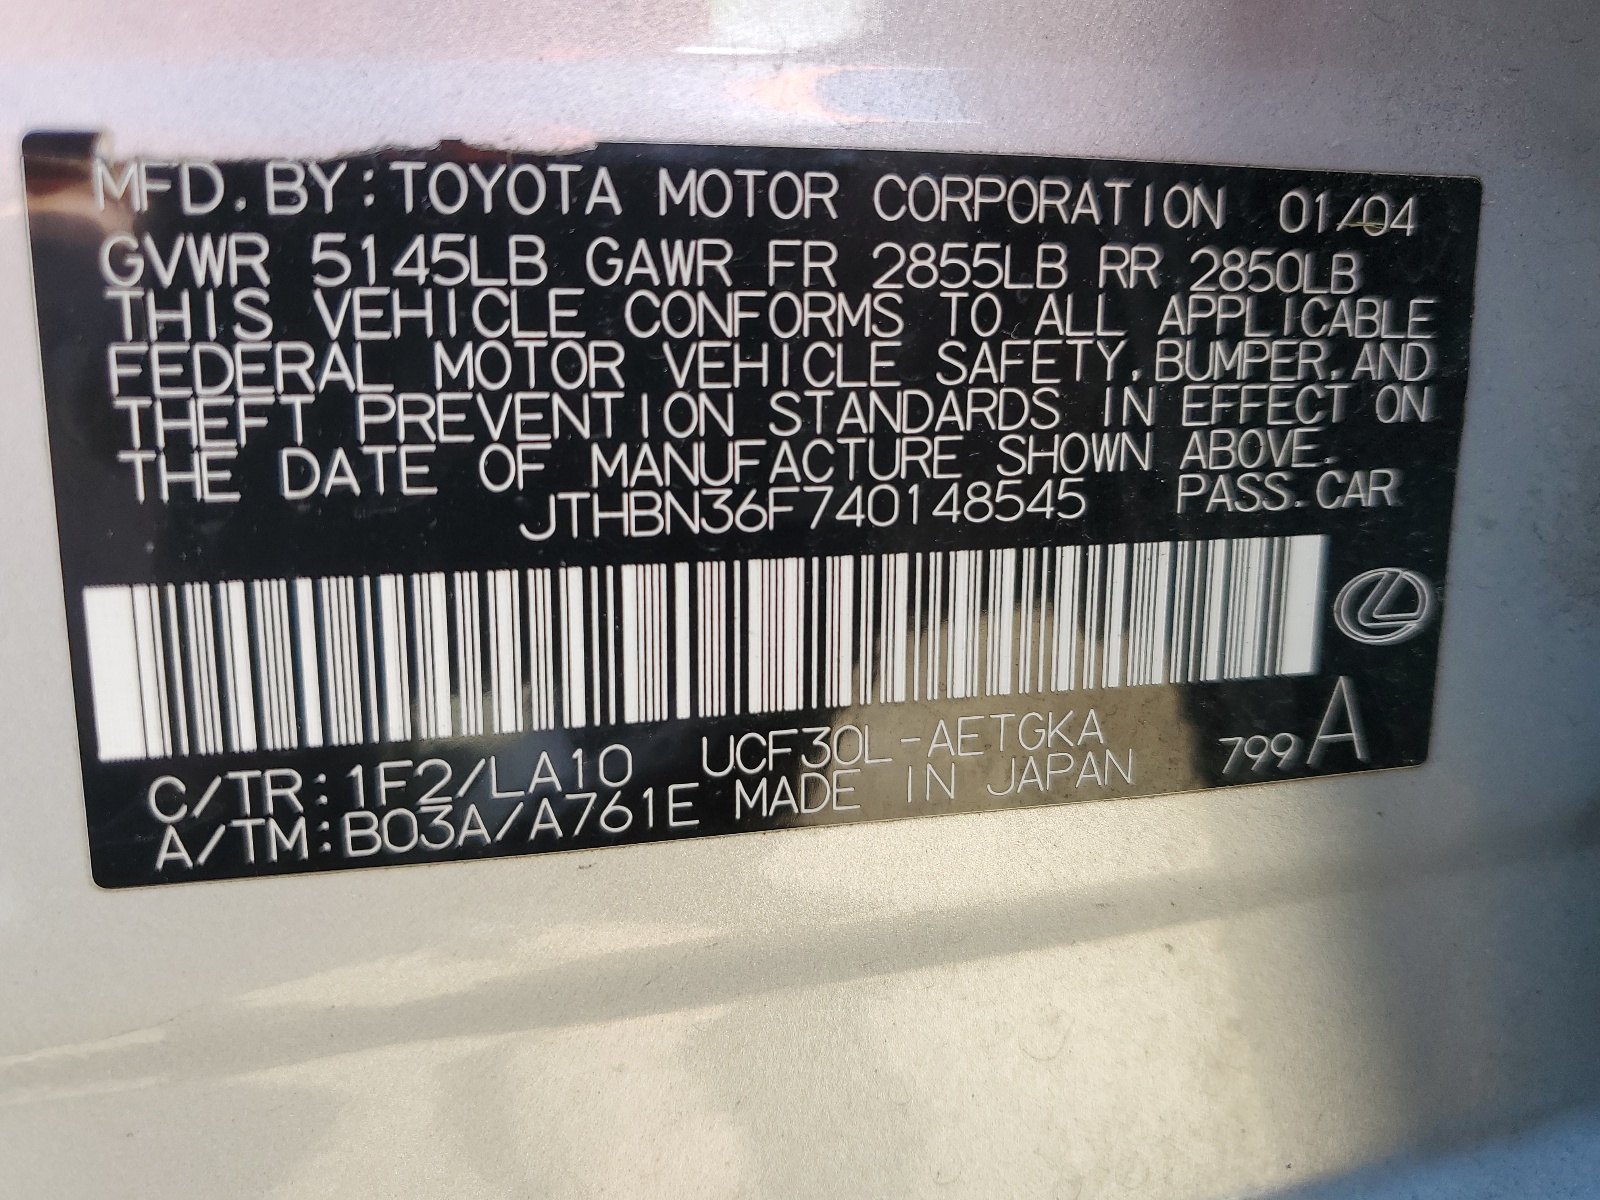 MFD. BY: TOYOTA MOTOR CORPORATION 01/04
GVWR 5145LB GAWR FR 2855LB RR 2850LB
THIS VEHICLE CONFORMS TO ALL APPLICABLE
FEDERAL MOTOR VEHICLE SAFETY, BUMPER, AND
THEFT PREVENTION STANDARDS IN EFFECT ON
THE DATE OF MANUFACTURE SHOWN ABOVE.
JTHBN36F740148545 PASS. CAR
C/TR: 1F2/LA10 UCF30L-AETGKA 799 A
A/TM: B03A/A761E MADE IN JAPAN